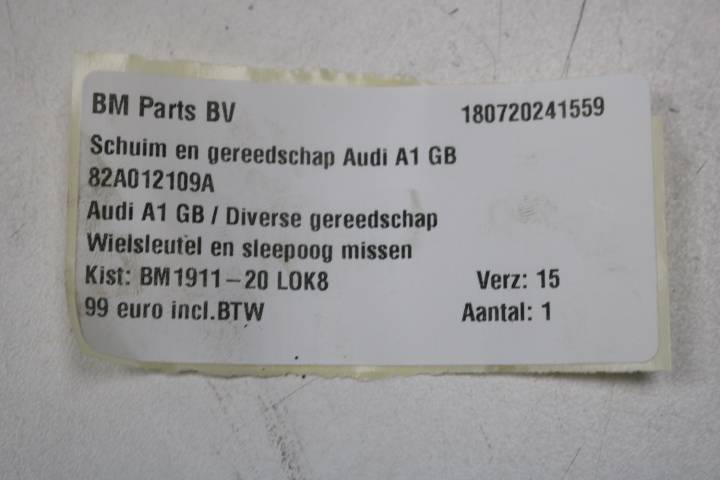 BM Parts BV 180720241559
Schuim en gereedschap Audi A1 GB
82A012109A
Audi A1 GB / Diverse gereedschap
Wielsleutel en sleepoog missen
Kist: BM1911-20 LOK8 Verz: 15
99 euro incl.BTW Aantal: 1